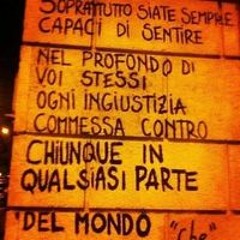 SOPRATTUTTO SIATE SEMPRE
CAPACI DI SENTIRE
NEL PROFONDO DI
VOI STESSI
OGNI INGIUSTIZIA
COMMESSA CONTRO
CHIUNQUE IN
QUALSIASI PARTE
DEL MONDO "Che"